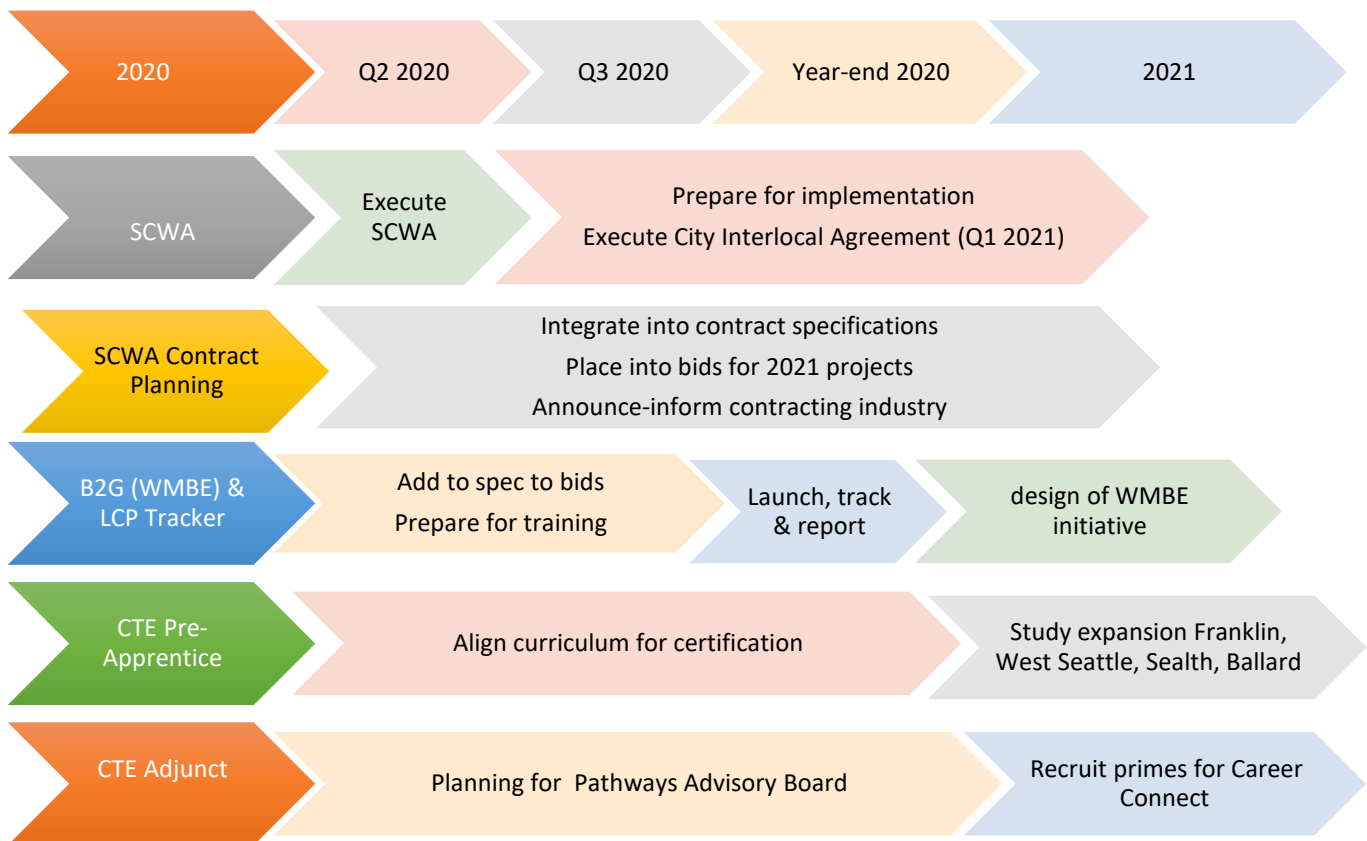 2020
Q2 2020
Q3 2020
Year-end 2020
2021
SCWA
Execute
SCWA
Prepare for implementation
Execute City Interlocal Agreement (Q1 2021)
SCWA Contract
Planning
Integrate into contract specifications
Place into bids for 2021 projects
Announce-inform contracting industry
B2G (WMBE) &
LCP Tracker
Add to spec to bids
Prepare for training
Launch, track
& report
design of WMBE
initiative
CTE Pre-
Apprentice
Align curriculum for certification
Study expansion Franklin,
West Seattle, Sealth, Ballard
CTE Adjunct
Planning for  Pathways Advisory Board
Recruit primes for Career
Connect